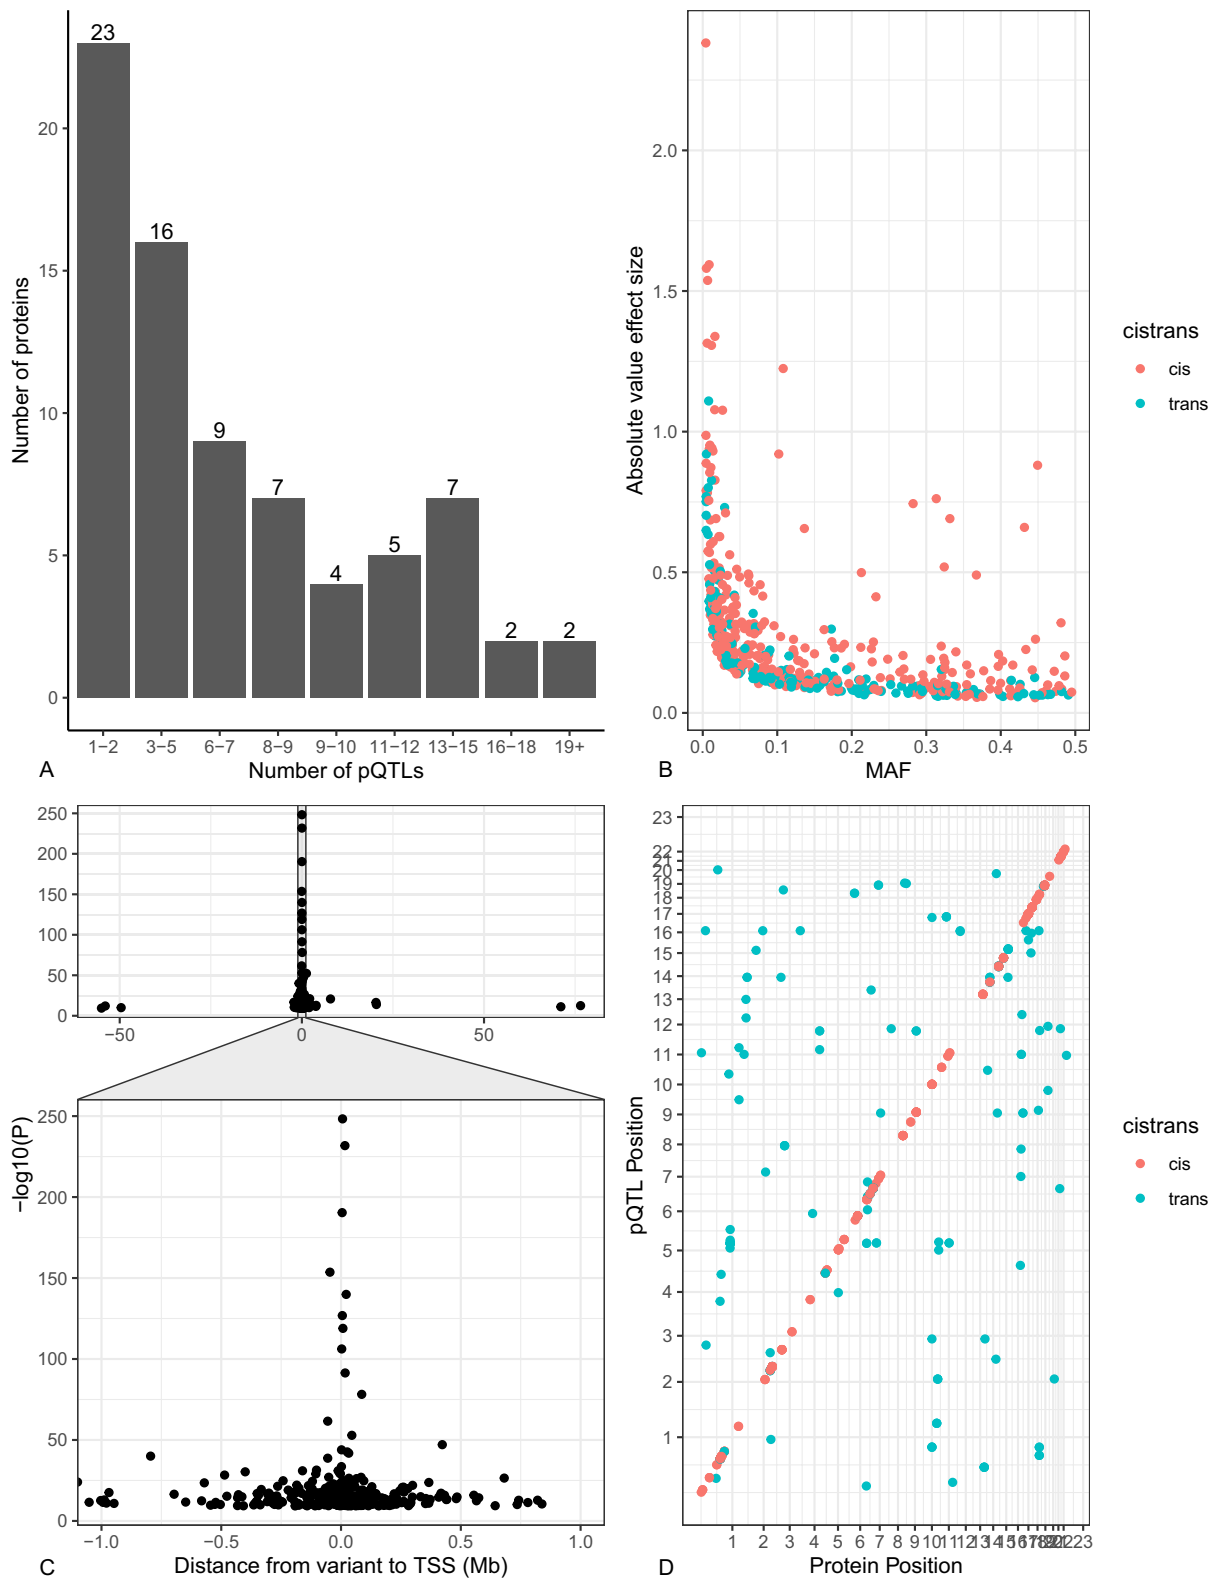 23
16
9
7
4
5
7
2
2
20
15
10
5
0
Number of proteins
1−2 3−5 6−7 8−9 9−10 11−12 13−15 16−18 19+
Number of pQTLs
A
2.0
1.5
1.0
0.5
0.0
Absolute value effect size
0.0 0.1 0.2 0.3 0.4 0.5
MAF
B
cistrans
cis
trans
250
200
150
100
50
0
−50 0 50
250
200
150
100
50
0
−log10(P)
−1.0 −0.5 0.0 0.5 1.0
Distance from variant to TSS (Mb)
C
23
22
21
20
19
18
17
16
15
14
13
12
11
10
9
8
7
6
5
4
3
2
1
pQTL Position
1 2 3 4 5 6 7 8 9 10 11 12 13 14 15 16 17 18 19 20 21 22 23
Protein Position
D
cistrans
cis
trans